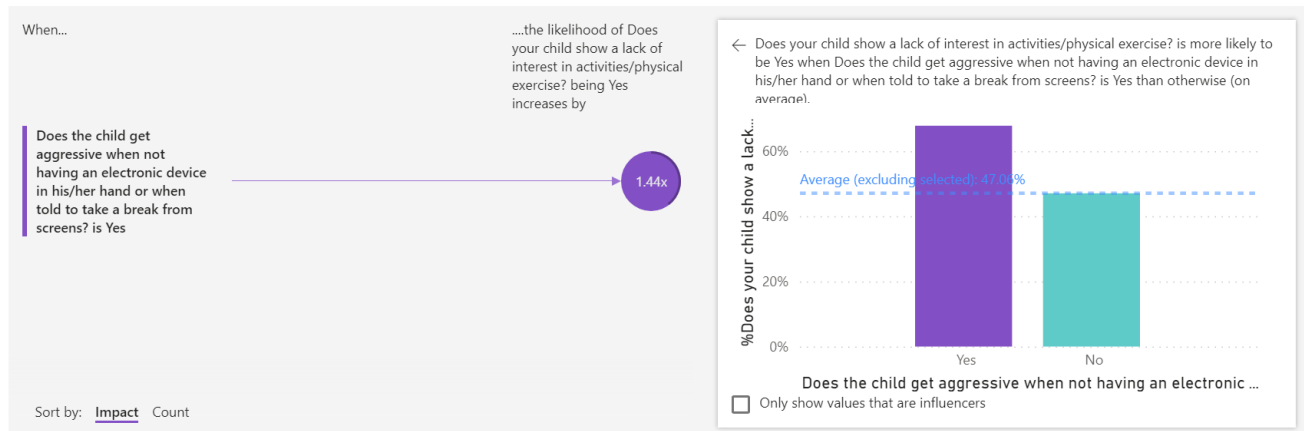 When...
....the likelihood of Does
your child show a lack of
interest in activities/physical
exercise? being Yes
increases by
Does the child get
aggressive when not
having an electronic device
in his/her hand or when
told to take a break from
screens? is Yes
1.44x
Sort by: Impact Count
← Does your child show a lack of interest in activities/physical exercise? is more likely to
be Yes when Does the child get aggressive when not having an electronic device in
his/her hand or when told to take a break from screens? is Yes than otherwise (on
average).
%Does your child show a lack...
60%
Average (excluding selected): 47.06%
40%
20%
0%
Yes No
Does the child get aggressive when not having an electronic ...
Only show values that are influencers